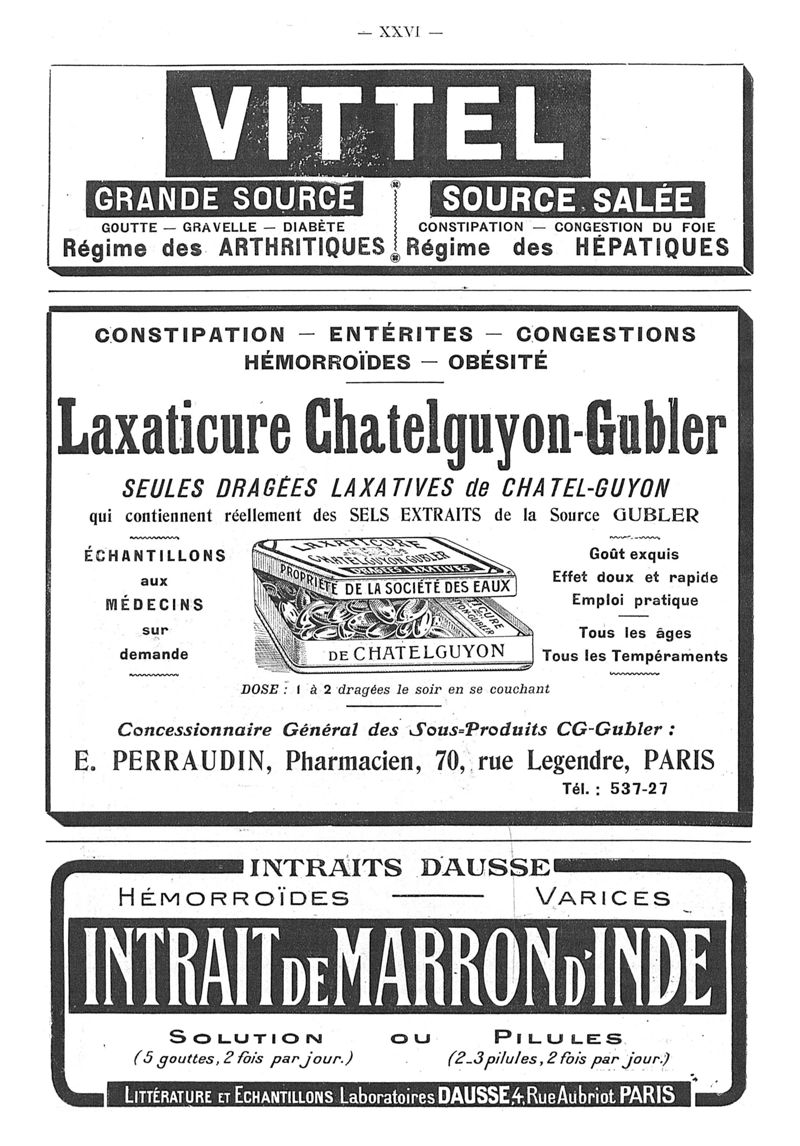 — XXVI —
VITTEL
GRANDE SOURCE
GOUTTE — GRAVELLE — DIABÈTE
Régime des ARTHRITIQUES
SOURCE SALÉE
CONSTIPATION — CONGESTION DU FOIE
Régime des HÉPATIQUES
CONSTIPATION — ENTÉRITES — CONGESTIONS
HÉMORROÏDES — OBÉSITÉ
Laxaticure Chatelguyon-Gubler
SEULES DRAGÉES LAXATIVES de CHATEL-GUYON
qui contiennent réellement des SELS EXTRAITS de la Source GUBLER
ÉCHANTILLONS
aux
MÉDECINS
sur
demande
LAXATICURE
CHATELGUYON-GUBLER
DRAGÉES LAXATIVES
PROPRIÉTÉ DE LA SOCIÉTÉ DES EAUX
DE CHATELGUYON
Goût exquis
Effet doux et rapide
Emploi pratique
Tous les âges
Tous les Tempéraments
DOSE : 1 à 2 dragées le soir en se couchant
Concessionnaire Général des Sous-Produits CG-Gubler :
E. PERRAUDIN, Pharmacien, 70, rue Legendre, PARIS
Tél. : 537-27
INTRAITS DAUSSE
HÉMORROÏDES — VARICES
INTRAIT DE MARRON D'INDE
SOLUTION OU PILULES
(5 gouttes, 2 fois par jour.) (2-3 pilules, 2 fois par jour.)
LITTÉRATURE ET ECHANTILLONS Laboratoires DAUSSE, 4, Rue Aubriot PARIS